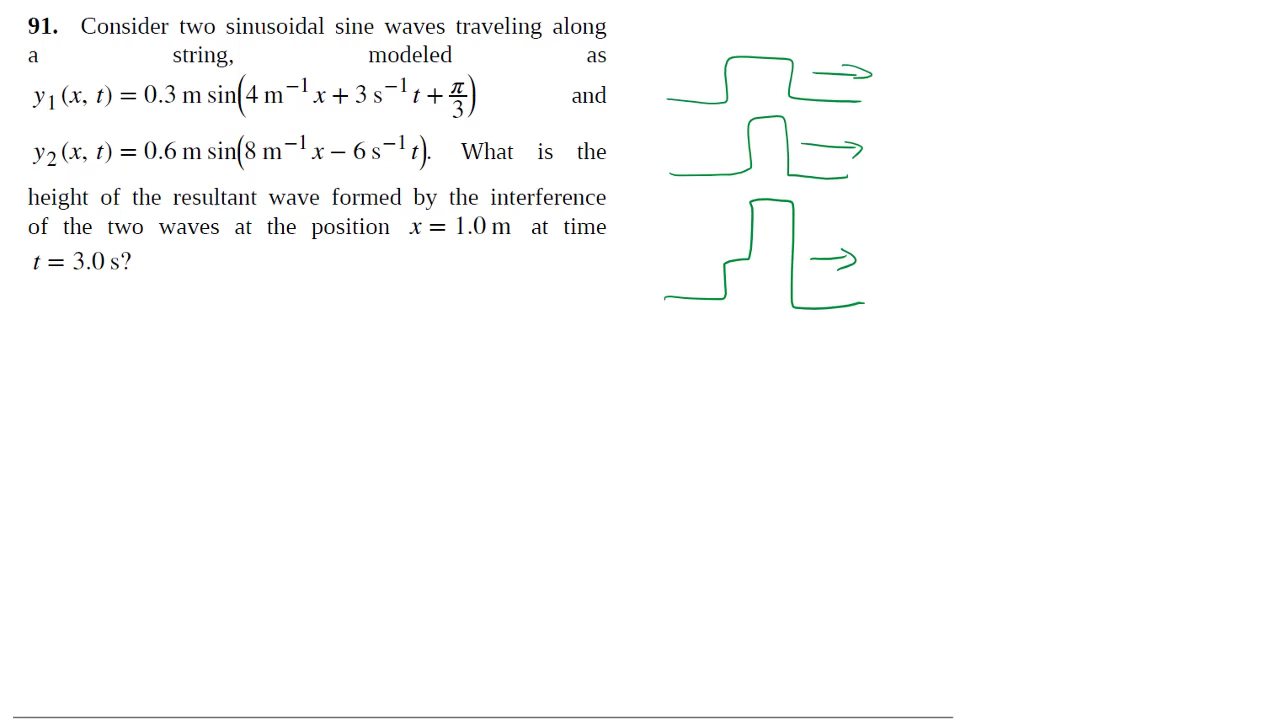 91. Consider two sinusoidal sine waves traveling along
a string, modeled as
y₁(x, t) = 0.3 m sin(4 m⁻¹ x + 3 s⁻¹ t + π/3) and
y₂(x, t) = 0.6 m sin(8 m⁻¹ x − 6 s⁻¹ t). What is the
height of the resultant wave formed by the interference
of the two waves at the position x = 1.0 m at time
t = 3.0 s?